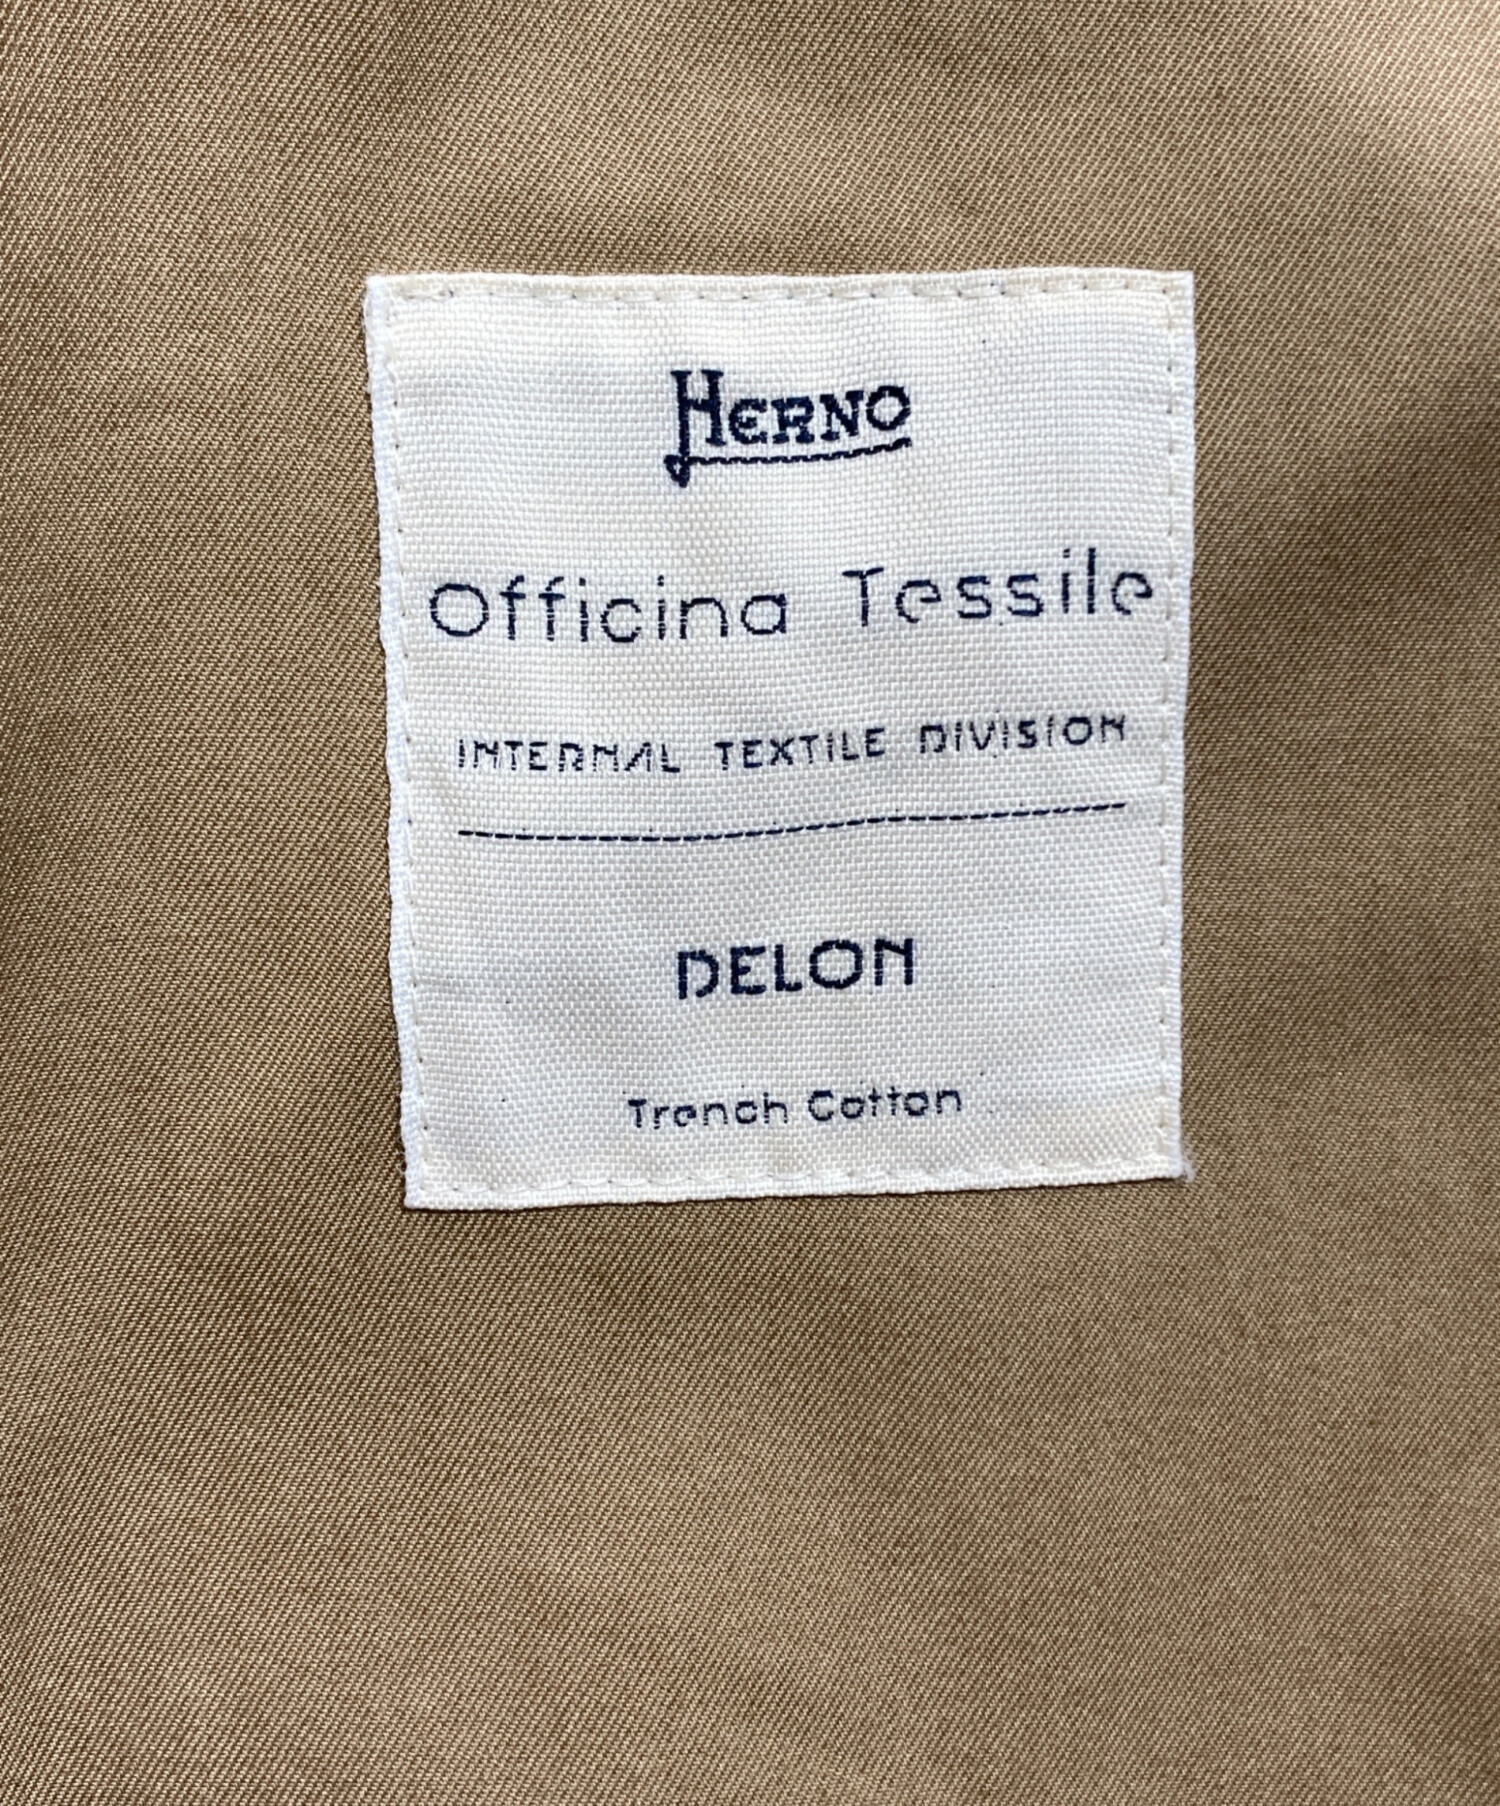 HERNO
Officina Tessile
INTERNAL TEXTILE DIVISION
DELON
Trench Cotton